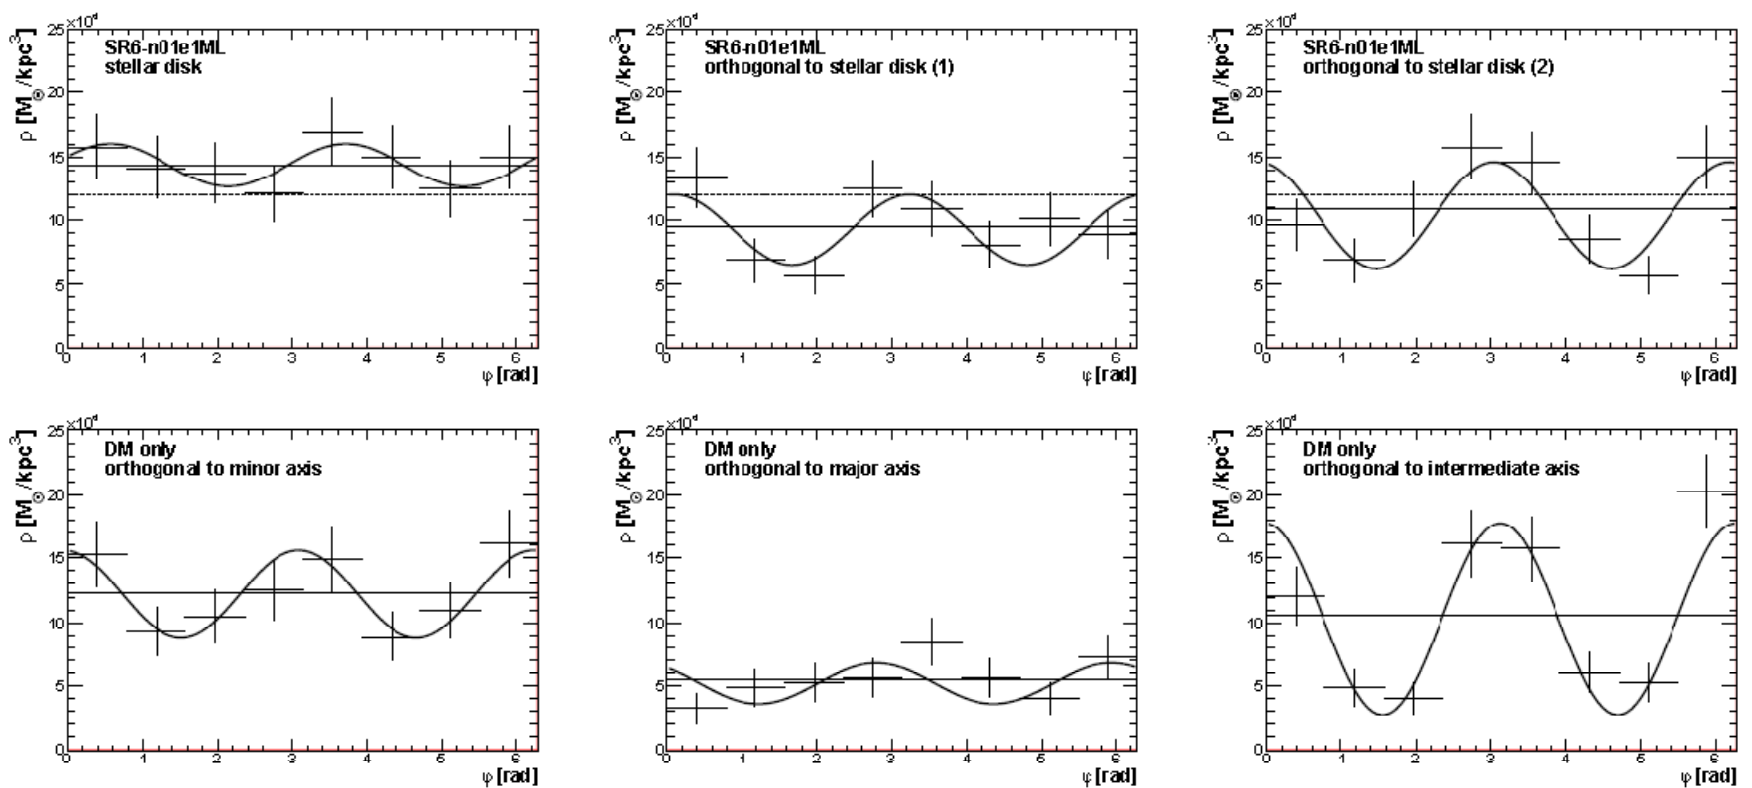 25 ×10⁴
SR6-n01e1ML
stellar disk
ρ [M⊙/kpc³]
20
15
10
5
0
0 1 2 3 4 5 6
φ [rad]
25 ×10⁴
SR6-n01e1ML
orthogonal to stellar disk (1)
ρ [M⊙/kpc³]
20
15
10
5
0
0 1 2 3 4 5 6
φ [rad]
25 ×10⁴
SR6-n01e1ML
orthogonal to stellar disk (2)
ρ [M⊙/kpc³]
20
15
10
5
0
0 1 2 3 4 5 6
φ [rad]
25 ×10⁴
DM only
orthogonal to minor axis
ρ [M⊙/kpc³]
20
15
10
5
0
0 1 2 3 4 5 6
φ [rad]
25 ×10⁴
DM only
orthogonal to major axis
ρ [M⊙/kpc³]
20
15
10
5
0
0 1 2 3 4 5 6
φ [rad]
25 ×10⁴
DM only
orthogonal to intermediate axis
ρ [M⊙/kpc³]
20
15
10
5
0
0 1 2 3 4 5 6
φ [rad]